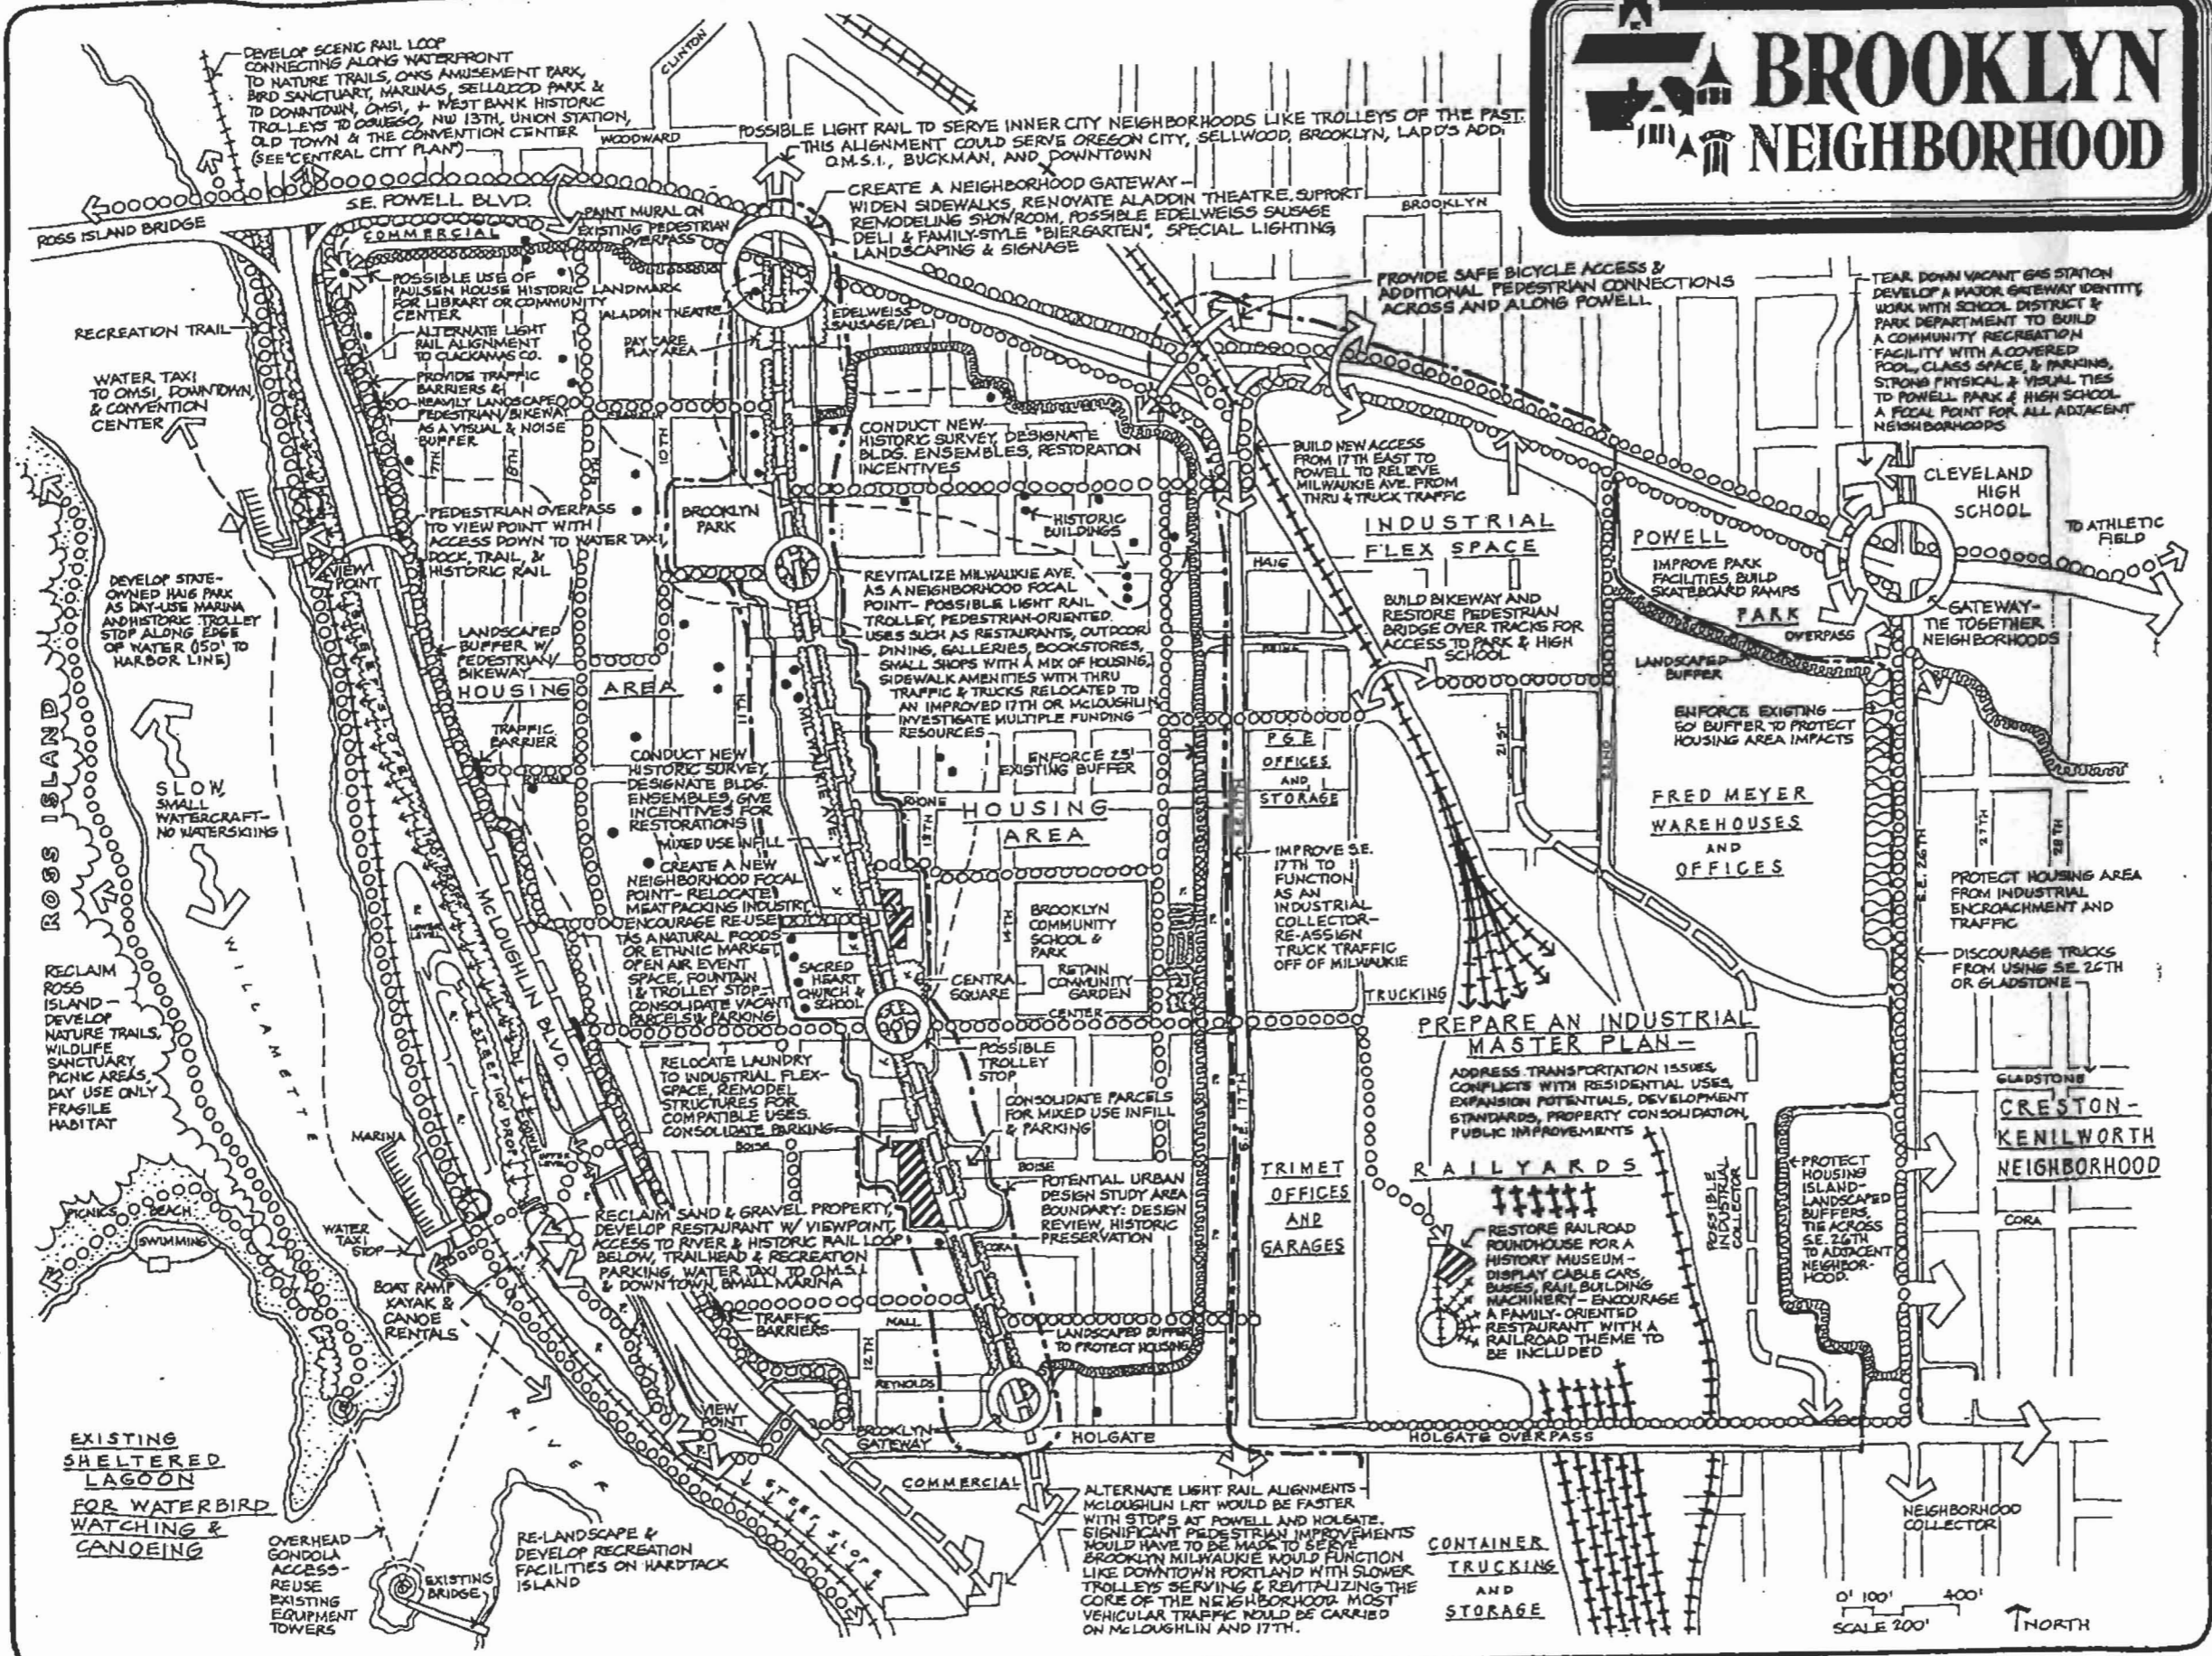 BROOKLYN
NEIGHBORHOOD
DEVELOP SCENIC RAIL LOOP
CONNECTING ALONG WATERFRONT
TO NATURE TRAILS, OAKS AMUSEMENT PARK,
BIRD SANCTUARY, MARINAS, SELLWOOD PARK &
TO DOWNTOWN, OMSI, + WEST BANK HISTORIC
TROLLEYS TO OSWEGO, NW 13TH, UNION STATION,
OLD TOWN & THE CONVENTION CENTER
(SEE "CENTRAL CITY PLAN")
CLINTON
WOODWARD
POSSIBLE LIGHT RAIL TO SERVE INNER CITY NEIGHBORHOODS LIKE TROLLEYS OF THE PAST.
THIS ALIGNMENT COULD SERVE OREGON CITY, SELLWOOD, BROOKLYN, LADD'S ADD.
O.M.S.I., BUCKMAN, AND DOWNTOWN
CREATE A NEIGHBORHOOD GATEWAY-
WIDEN SIDEWALKS, RENOVATE ALADDIN THEATRE, SUPPORT
REMODELING SHOWROOM, POSSIBLE EDELWEISS SAUSAGE
DELI & FAMILY-STYLE "BIERGARTEN", SPECIAL LIGHTING,
LANDSCAPING & SIGNAGE
BROOKLYN
ROSS ISLAND BRIDGE
S.E. POWELL BLVD.
COMMERCIAL
PAINT MURAL ON
EXISTING PEDESTRIAN
OVERPASS
POSSIBLE USE OF
PAULSEN HOUSE HISTORIC LANDMARK
FOR LIBRARY OR COMMUNITY
CENTER
ALTERNATE LIGHT
RAIL ALIGNMENT
TO CLACKAMAS CO.
PROVIDE TRAFFIC
BARRIERS &
HEAVILY LANDSCAPED
PEDESTRIAN/BIKEWAY
AS A VISUAL & NOISE
BUFFER
ALADDIN THEATRE
EDELWEISS
SAUSAGE/DELI
DAY CARE
PLAY AREA
PROVIDE SAFE BICYCLE ACCESS &
ADDITIONAL PEDESTRIAN CONNECTIONS
ACROSS AND ALONG POWELL
TEAR DOWN VACANT GAS STATION
DEVELOP A MAJOR GATEWAY IDENTITY,
WORK WITH SCHOOL DISTRICT &
PARK DEPARTMENT TO BUILD
A COMMUNITY RECREATION
FACILITY WITH A COVERED
POOL, CLASS SPACE, & PARKING,
STRONG PHYSICAL & VISUAL TIES
TO POWELL PARK & HIGH SCHOOL
A FOCAL POINT FOR ALL ADJACENT
NEIGHBORHOODS
RECREATION TRAIL
WATER TAXI
TO OMSI, DOWNTOWN,
& CONVENTION
CENTER
7TH
8TH
10TH
CONDUCT NEW
HISTORIC SURVEY, DESIGNATE
BLDG. ENSEMBLES, RESTORATION
INCENTIVES
BUILD NEW ACCESS
FROM 17TH EAST TO
POWELL TO RELIEVE
MILWAUKIE AVE. FROM
THRU & TRUCK TRAFFIC
CLEVELAND
HIGH
SCHOOL
TO ATHLETIC
FIELD
PEDESTRIAN OVERPASS
TO VIEW POINT WITH
ACCESS DOWN TO WATER TAXI,
DOCK, TRAIL, &
HISTORIC RAIL
VIEW
POINT
BROOKLYN
PARK
HISTORIC
BUILDINGS
INDUSTRIAL
FLEX SPACE
HAIG
POWELL
PARK
IMPROVE PARK
FACILITIES, BUILD
SKATEBOARD RAMPS
OVERPASS
GATEWAY-
TIE TOGETHER
NEIGHBORHOODS
DEVELOP STATE-
OWNED HAIG PARK
AS DAY-USE MARINA
AND HISTORIC TROLLEY
STOP ALONG EDGE
OF WATER (150' TO
HARBOR LINE)
REVITALIZE MILWAUKIE AVE.
AS A NEIGHBORHOOD FOCAL
POINT- POSSIBLE LIGHT RAIL
TROLLEY, PEDESTRIAN-ORIENTED
USES SUCH AS RESTAURANTS, OUTDOOR
DINING, GALLERIES, BOOKSTORES,
SMALL SHOPS WITH A MIX OF HOUSING,
SIDEWALK AMENITIES WITH THRU
TRAFFIC & TRUCKS RELOCATED TO
AN IMPROVED 17TH OR McLOUGHLIN
INVESTIGATE MULTIPLE FUNDING
RESOURCES
BUILD BIKEWAY AND
RESTORE PEDESTRIAN
BRIDGE OVER TRACKS FOR
ACCESS TO PARK & HIGH
SCHOOL
LANDSCAPED
BUFFER
LANDSCAPED
BUFFER W/
PEDESTRIAN/
BIKEWAY
HOUSING AREA
11TH
TRAFFIC
BARRIER
RHONE
STEEP SLOPE
ROSS ISLAND
SLOW,
SMALL
WATERCRAFT-
NO WATERSKIING
CONDUCT NEW
HISTORIC SURVEY
DESIGNATE BLDG.
ENSEMBLES, GIVE
INCENTIVES FOR
RESTORATIONS
MIXED USE INFILL
MILWAUKIE AVE.
ENFORCE 25'
EXISTING BUFFER
P.G.E.
OFFICES
AND
STORAGE
21 ST
22 ND
ENFORCE EXISTING
60' BUFFER TO PROTECT
HOUSING AREA IMPACTS
RHONE
13TH
HOUSING
AREA
S.E. 17TH
FRED MEYER
WAREHOUSES
AND
OFFICES
S.E. 26TH
27TH
28TH
CREATE A NEW
NEIGHBORHOOD FOCAL
POINT- RELOCATE
MEATPACKING INDUSTRY
ENCOURAGE RE-USE
AS A NATURAL FOODS
OR ETHNIC MARKET,
OPEN AIR EVENT
SPACE, FOUNTAIN
& TROLLEY STOP-
CONSOLIDATE VACANT
PARCELS & PARKING
IMPROVE S.E.
17TH TO
FUNCTION
AS AN
INDUSTRIAL
COLLECTOR-
RE-ASSIGN
TRUCK TRAFFIC
OFF OF MILWAUKIE
PROTECT HOUSING AREA
FROM INDUSTRIAL
ENCROACHMENT AND
TRAFFIC
LOWER
LEVEL
McLOUGHLIN BLVD.
SACRED
HEART
CHURCH &
SCHOOL
14TH
BROOKLYN
COMMUNITY
SCHOOL &
PARK
CENTRAL
SQUARE
RETAIN
COMMUNITY
GARDEN
CENTER
DISCOURAGE TRUCKS
FROM USING S.E. 26TH
OR GLADSTONE
WILLAMETTE
RIVER
RECLAIM
ROSS
ISLAND-
DEVELOP
NATURE TRAILS,
WILDLIFE
SANCTUARY,
PICNIC AREAS,
DAY USE ONLY
FRAGILE
HABITAT
STEEP 100' DROP
TRUCKING
PREPARE AN INDUSTRIAL
MASTER PLAN-
ADDRESS TRANSPORTATION ISSUES,
CONFLICTS WITH RESIDENTIAL USES,
EXPANSION POTENTIALS, DEVELOPMENT
STANDARDS, PROPERTY CONSOLIDATION,
PUBLIC IMPROVEMENTS
POSSIBLE
TROLLEY
STOP
RELOCATE LAUNDRY
TO INDUSTRIAL FLEX-
SPACE, REMODEL
STRUCTURES FOR
COMPATIBLE USES.
CONSOLIDATE PARKING
CONSOLIDATE PARCELS
FOR MIXED USE INFILL
& PARKING
BOISE
BOISE
S.E. 17TH
GLADSTONE
CRESTON-
KENILWORTH
NEIGHBORHOOD
MARINA
UPPER
LEVEL
POTENTIAL URBAN
DESIGN STUDY AREA
BOUNDARY: DESIGN
REVIEW, HISTORIC
PRESERVATION
TRIMET
OFFICES
AND
GARAGES
RAILYARDS
POSSIBLE
INDUSTRIAL
COLLECTOR
PROTECT
HOUSING
ISLAND-
LANDSCAPED
BUFFERS,
TIE ACROSS
S.E. 26TH
TO ADJACENT
NEIGHBOR-
HOOD.
CORA
PICNICS
BEACH
SWIMMING
WATER
TAXI
STOP
RECLAIM SAND & GRAVEL PROPERTY,
DEVELOP RESTAURANT W/ VIEWPOINT,
ACCESS TO RIVER & HISTORIC RAIL LOOP
BELOW, TRAILHEAD & RECREATION
PARKING, WATER TAXI TO O.M.S.I.
& DOWNTOWN, SMALL MARINA
CORA
RESTORE RAILROAD
ROUNDHOUSE FOR A
HISTORY MUSEUM-
DISPLAY CABLE CARS,
BUSES, RAIL BUILDING
MACHINERY- ENCOURAGE
A FAMILY-ORIENTED
RESTAURANT WITH A
RAILROAD THEME TO
BE INCLUDED
BOAT RAMP
KAYAK &
CANOE
RENTALS
TRAFFIC
BARRIERS
MALL
12TH
LANDSCAPED BUFFER
TO PROTECT HOUSING
REYNOLDS
VIEW
POINT
BROOKLYN
GATEWAY
HOLGATE
HOLGATE OVERPASS
EXISTING
SHELTERED
LAGOON
FOR WATERBIRD
WATCHING &
CANOEING
STEEP SLOPE
COMMERCIAL
ALTERNATE LIGHT RAIL ALIGNMENTS-
McLOUGHLIN LRT WOULD BE FASTER
WITH STOPS AT POWELL AND HOLGATE.
SIGNIFICANT PEDESTRIAN IMPROVEMENTS
WOULD HAVE TO BE MADE TO SERVE
BROOKLYN MILWAUKIE WOULD FUNCTION
LIKE DOWNTOWN PORTLAND WITH SLOWER
TROLLEYS SERVING & REVITALIZING THE
CORE OF THE NEIGHBORHOOD. MOST
VEHICULAR TRAFFIC WOULD BE CARRIED
ON McLOUGHLIN AND 17TH.
CONTAINER
TRUCKING
AND
STORAGE
NEIGHBORHOOD
COLLECTOR
OVERHEAD
GONDOLA
ACCESS-
REUSE
EXISTING
EQUIPMENT
TOWERS
EXISTING
BRIDGE
RE-LANDSCAPE &
DEVELOP RECREATION
FACILITIES ON HARDTACK
ISLAND
0' 100' 400'
SCALE 200'
NORTH